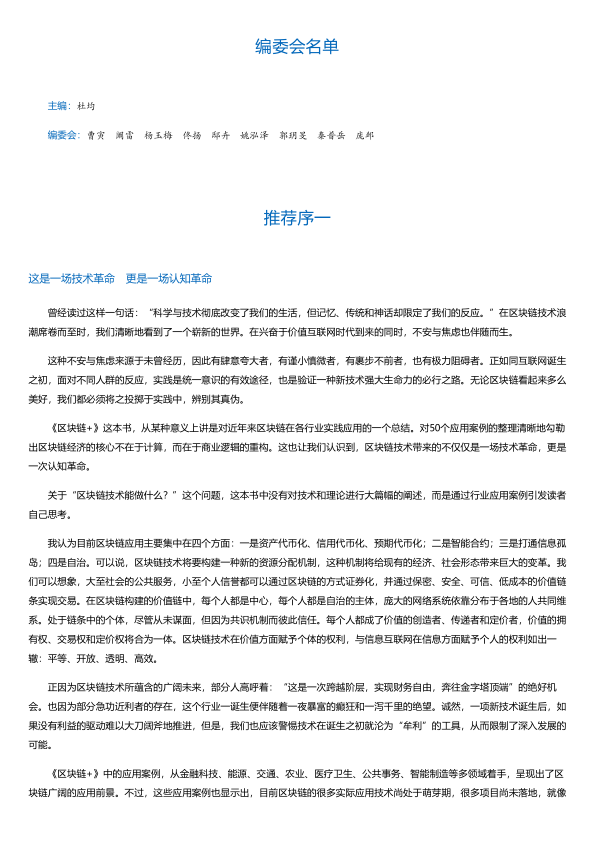 编委会名单
主编：杜均
编委会：曹寅 阚雷 杨玉梅 佟扬 邸卉 姚泓泽 郭玥旻 秦晋岳 庞邺
推荐序一
这是一场技术革命 更是一场认知革命
曾经读过这样一句话：“科学与技术彻底改变了我们的生活，但记忆、传统和神话却限定了我们的反应。”在区块链技术浪
潮席卷而至时，我们清晰地看到了一个崭新的世界。在兴奋于价值互联网时代到来的同时，不安与焦虑也伴随而生。
这种不安与焦虑来源于未曾经历，因此有肆意夸大者，有谨小慎微者，有裹步不前者，也有极力阻碍者。正如同互联网诞生
之初，面对不同人群的反应，实践是统一意识的有效途径，也是验证一种新技术强大生命力的必行之路。无论区块链看起来多么
美好，我们都必须将之投掷于实践中，辨别其真伪。
《区块链+》这本书，从某种意义上讲是对近年来区块链在各行业实践应用的一个总结。对50个应用案例的整理清晰地勾勒
出区块链经济的核心不在于计算，而在于商业逻辑的重构。这也让我们认识到，区块链技术带来的不仅仅是一场技术革命，更是
一次认知革命。
关于“区块链技术能做什么？”这个问题，这本书中没有对技术和理论进行大篇幅的阐述，而是通过行业应用案例引发读者
自己思考。
我认为目前区块链应用主要集中在四个方面：一是资产代币化、信用代币化、预期代币化；二是智能合约；三是打通信息孤
岛；四是自治。可以说，区块链技术将要构建一种新的资源分配机制，这种机制将给现有的经济、社会形态带来巨大的变革。我
们可以想象，大至社会的公共服务，小至个人信誉都可以通过区块链的方式证券化，并通过保密、安全、可信、低成本的价值链
条实现交易。在区块链构建的价值链中，每个人都是中心，每个人都是自治的主体，庞大的网络系统依靠分布于各地的人共同维
系。处于链条中的个体，尽管从未谋面，但因为共识机制而彼此信任。每个人都成了价值的创造者、传递者和定价者，价值的拥
有权、交易权和定价权将合为一体。区块链技术在价值方面赋予个体的权利，与信息互联网在信息方面赋予个人的权利如出一
辙：平等、开放、透明、高效。
正因为区块链技术所蕴含的广阔未来，部分人高呼着：“这是一次跨越阶层，实现财务自由，奔往金字塔顶端”的绝好机
会。也因为部分急功近利者的存在，这个行业一诞生便伴随着一夜暴富的癫狂和一泻千里的绝望。诚然，一项新技术诞生后，如
果没有利益的驱动难以大刀阔斧地推进，但是，我们也应该警惕技术在诞生之初就沦为“牟利”的工具，从而限制了深入发展的
可能。
《区块链+》中的应用案例，从金融科技、能源、交通、农业、医疗卫生、公共事务、智能制造等多领域着手，呈现出了区
块链广阔的应用前景。不过，这些应用案例也显示出，目前区块链的很多实际应用技术尚处于萌芽期，很多项目尚未落地，就像